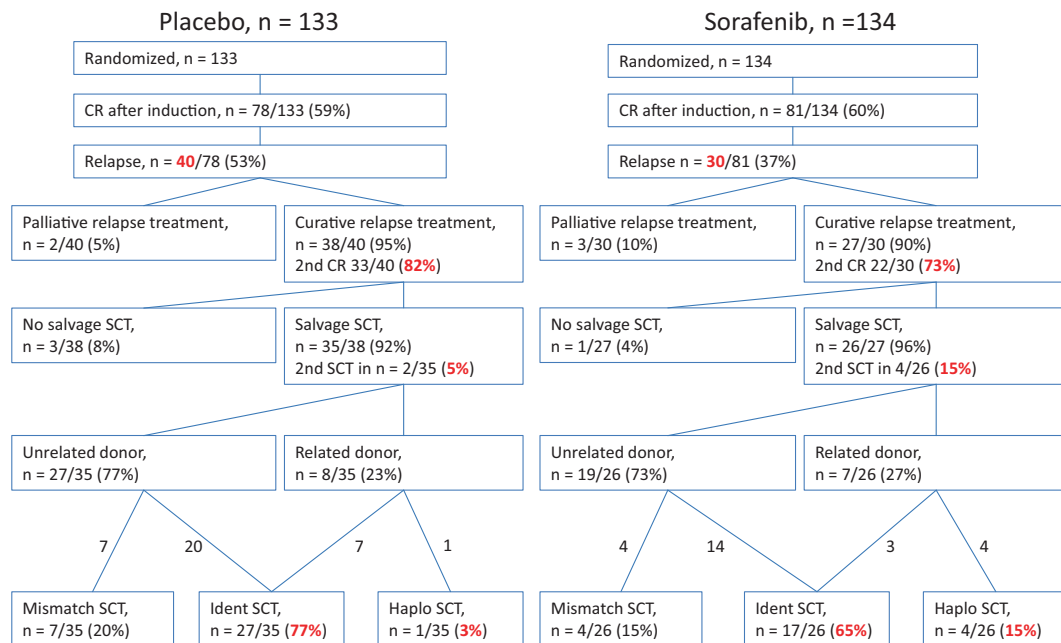 Placebo, n = 133
Randomized, n = 133
CR after induction, n = 78/133 (59%)
Relapse, n = 40/78 (53%)
Palliative relapse treatment,
n = 2/40 (5%)
Curative relapse treatment,
n = 38/40 (95%)
2nd CR 33/40 (82%)
No salvage SCT,
n = 3/38 (8%)
Salvage SCT,
n = 35/38 (92%)
2nd SCT in n = 2/35 (5%)
Unrelated donor,
n = 27/35 (77%)
Related donor,
n = 8/35 (23%)
7
20
7
1
Mismatch SCT,
n = 7/35 (20%)
Ident SCT,
n = 27/35 (77%)
Haplo SCT,
n = 1/35 (3%)
Sorafenib, n =134
Randomized, n = 134
CR after induction, n = 81/134 (60%)
Relapse n = 30/81 (37%)
Palliative relapse treatment,
n = 3/30 (10%)
Curative relapse treatment,
n = 27/30 (90%)
2nd CR 22/30 (73%)
No salvage SCT,
n = 1/27 (4%)
Salvage SCT,
n = 26/27 (96%)
2nd SCT in 4/26 (15%)
Unrelated donor,
n = 19/26 (73%)
Related donor,
n = 7/26 (27%)
4
14
3
4
Mismatch SCT,
n = 4/26 (15%)
Ident SCT,
n = 17/26 (65%)
Haplo SCT,
n = 4/26 (15%)